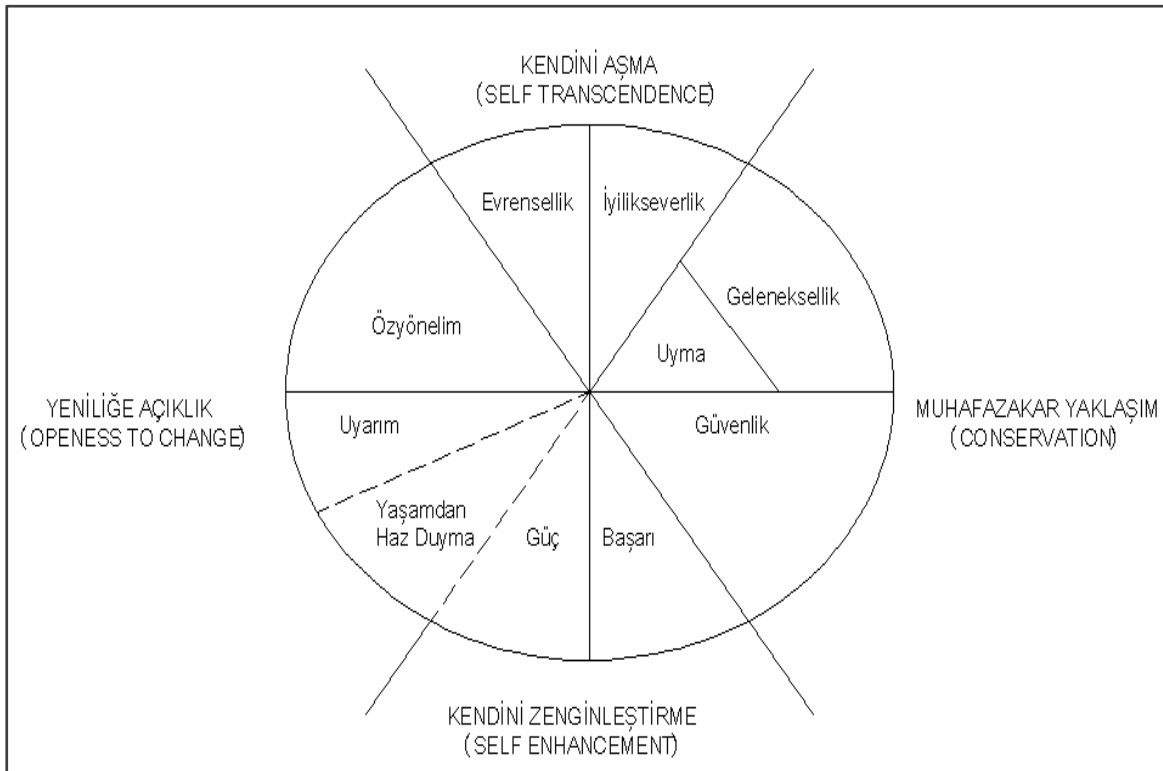 KENDİNİ AŞMA
(SELF TRANSCENDENCE)
Evrensellik
İyilikseverlik
Geleneksellik
Özyönelim
Uyma
YENİLİĞE AÇIKLIK
(OPENESS TO CHANGE)
Uyarım
Güvenlik
MUHAFAZAKAR YAKLAŞIM
(CONSERVATION)
Yaşamdan
Haz Duyma
Güç
Başarı
KENDİNİ ZENGİNLEŞTİRME
(SELF ENHANCEMENT)